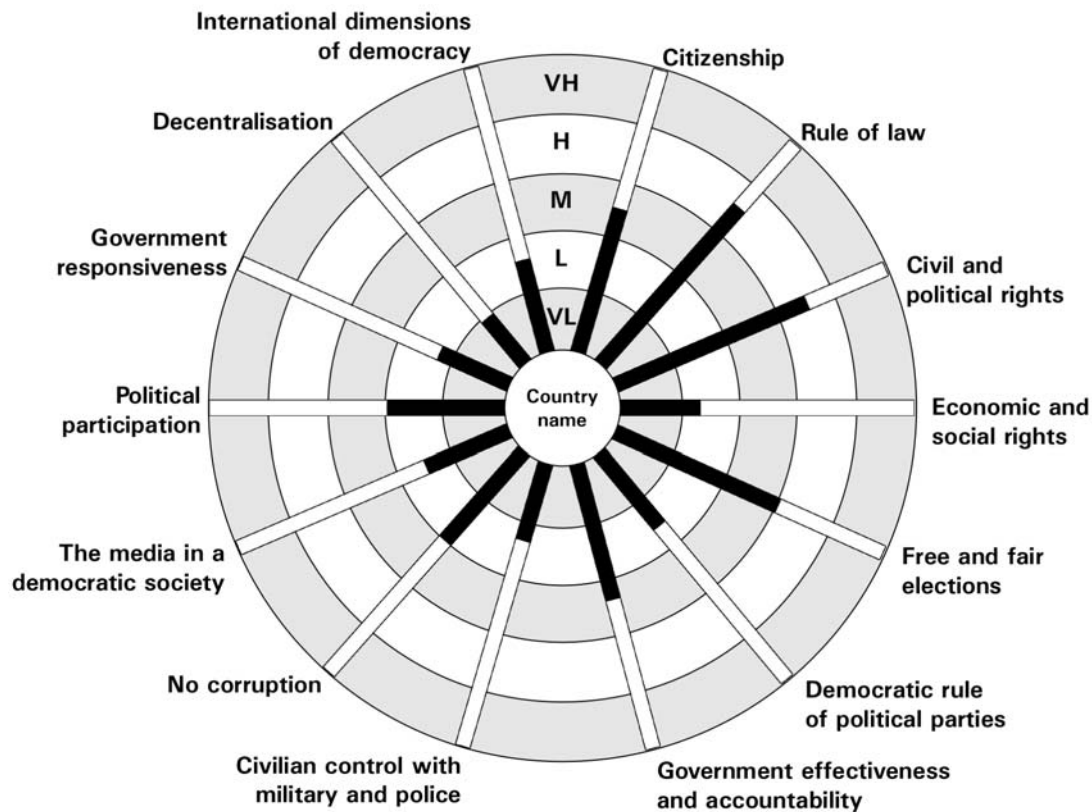 International dimensions
of democracy
Citizenship
VH
Decentralisation
Rule of law
H
M
Government
responsiveness
L
Civil and
political rights
VL
Political
participation
Country
name
Economic and
social rights
The media in a
democratic society
Free and fair
elections
No corruption
Democratic rule
of political parties
Civilian control with
military and police
Government effectiveness
and accountability